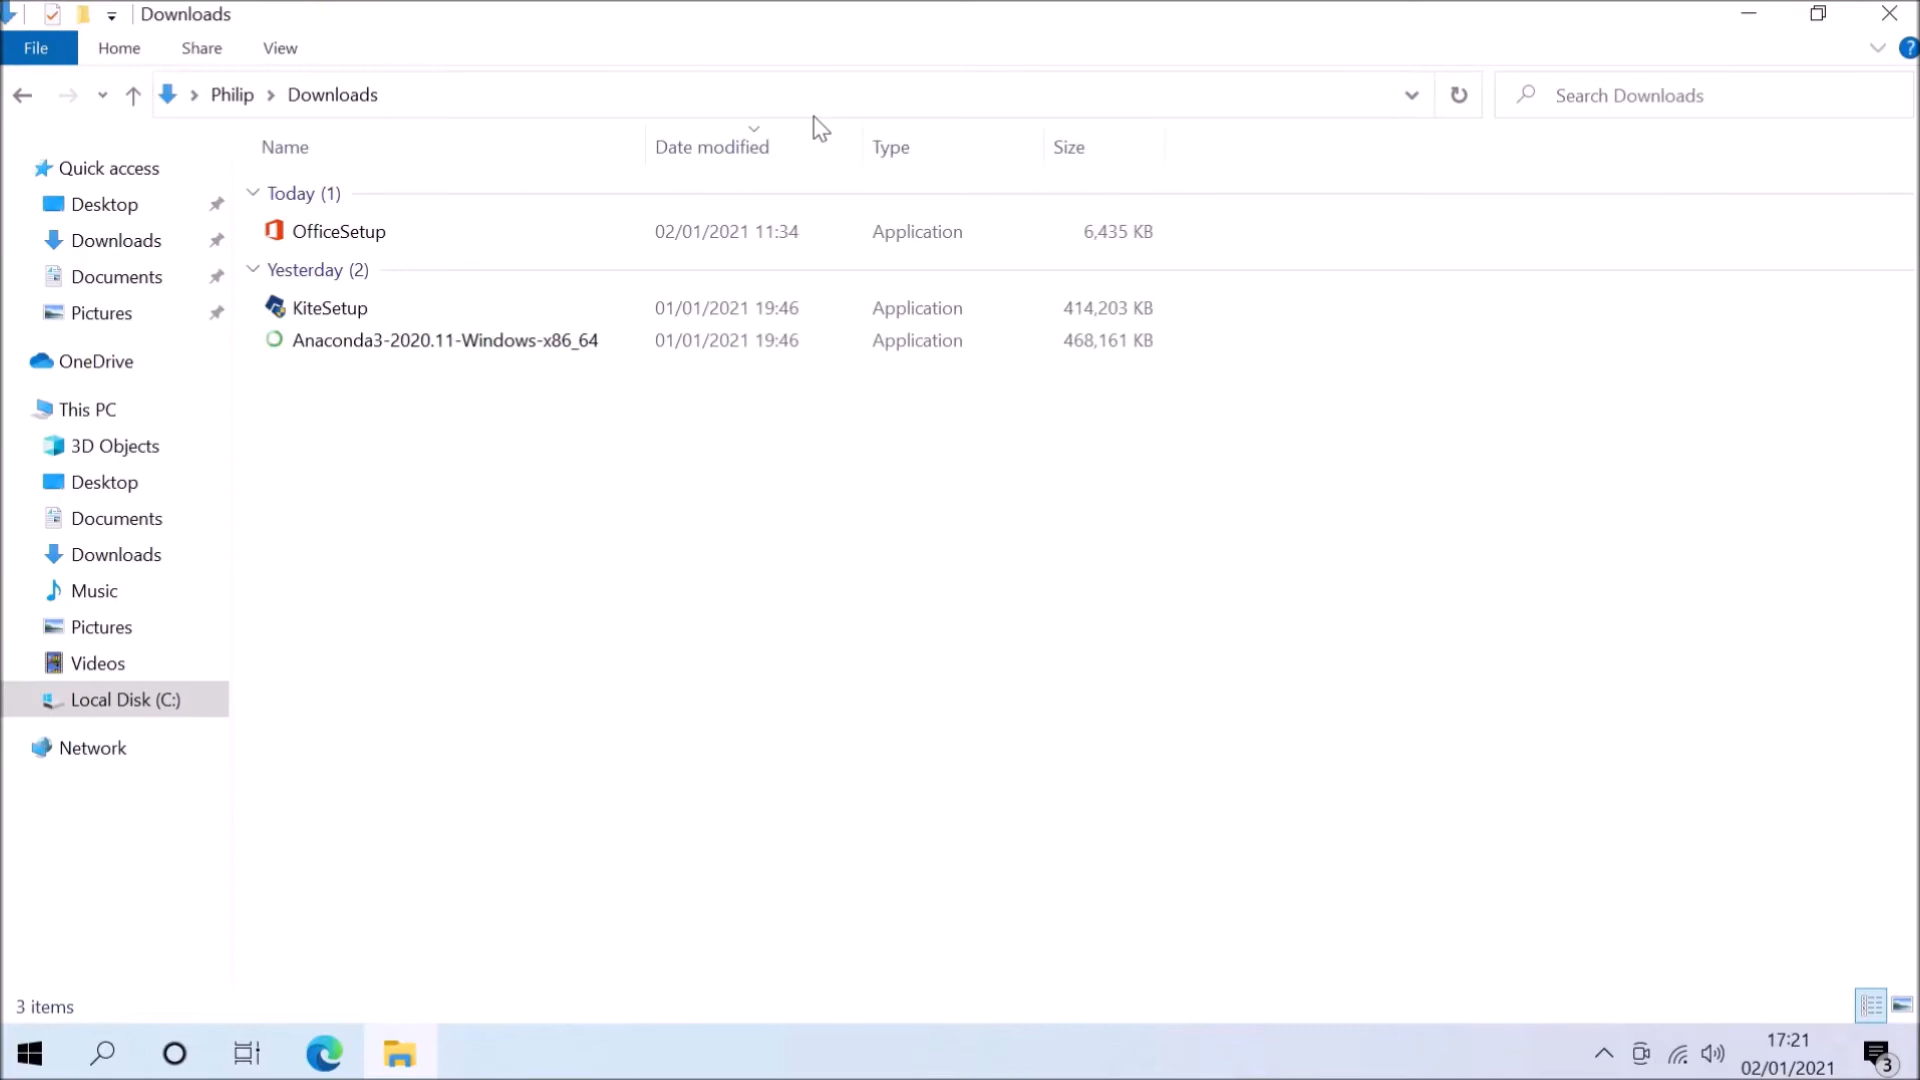 Downloads
File Home Share View
Philip Downloads Search Downloads
Name Date modified Type Size
Quick access
Desktop
Downloads
Documents
Pictures
OneDrive
This PC
3D Objects
Desktop
Documents
Downloads
Music
Pictures
Videos
Local Disk (C:)
Network
Today (1)
OfficeSetup 02/01/2021 11:34 Application 6,435 KB
Yesterday (2)
KiteSetup 01/01/2021 19:46 Application 414,203 KB
Anaconda3-2020.11-Windows-x86_64 01/01/2021 19:46 Application 468,161 KB
3 items
17:21
02/01/2021
3